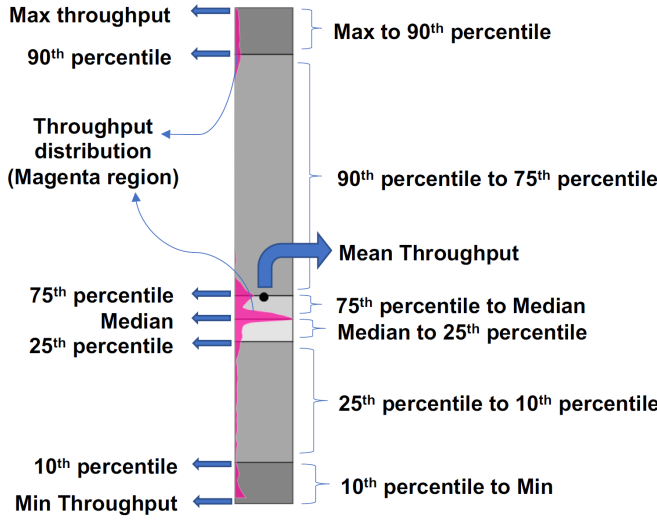 Max throughput
Max to 90th percentile
90th percentile
Throughput
distribution
(Magenta region)
90th percentile to 75th percentile
Mean Throughput
75th percentile
75th percentile to Median
Median
Median to 25th percentile
25th percentile
25th percentile to 10th percentile
10th percentile
10th percentile to Min
Min Throughput